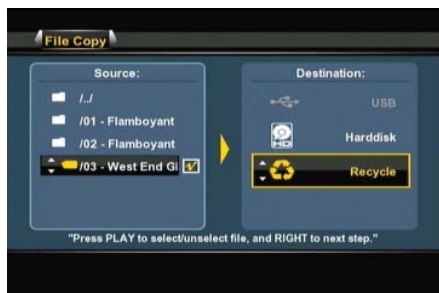 File Copy
Source:
Destination:
/../
/01 - Flamboyant
/02 - Flamboyant
/03 - West End Gi
USB
HD
Harddisk
Recycle
"Press PLAY to select/unselect file, and RIGHT to next step."